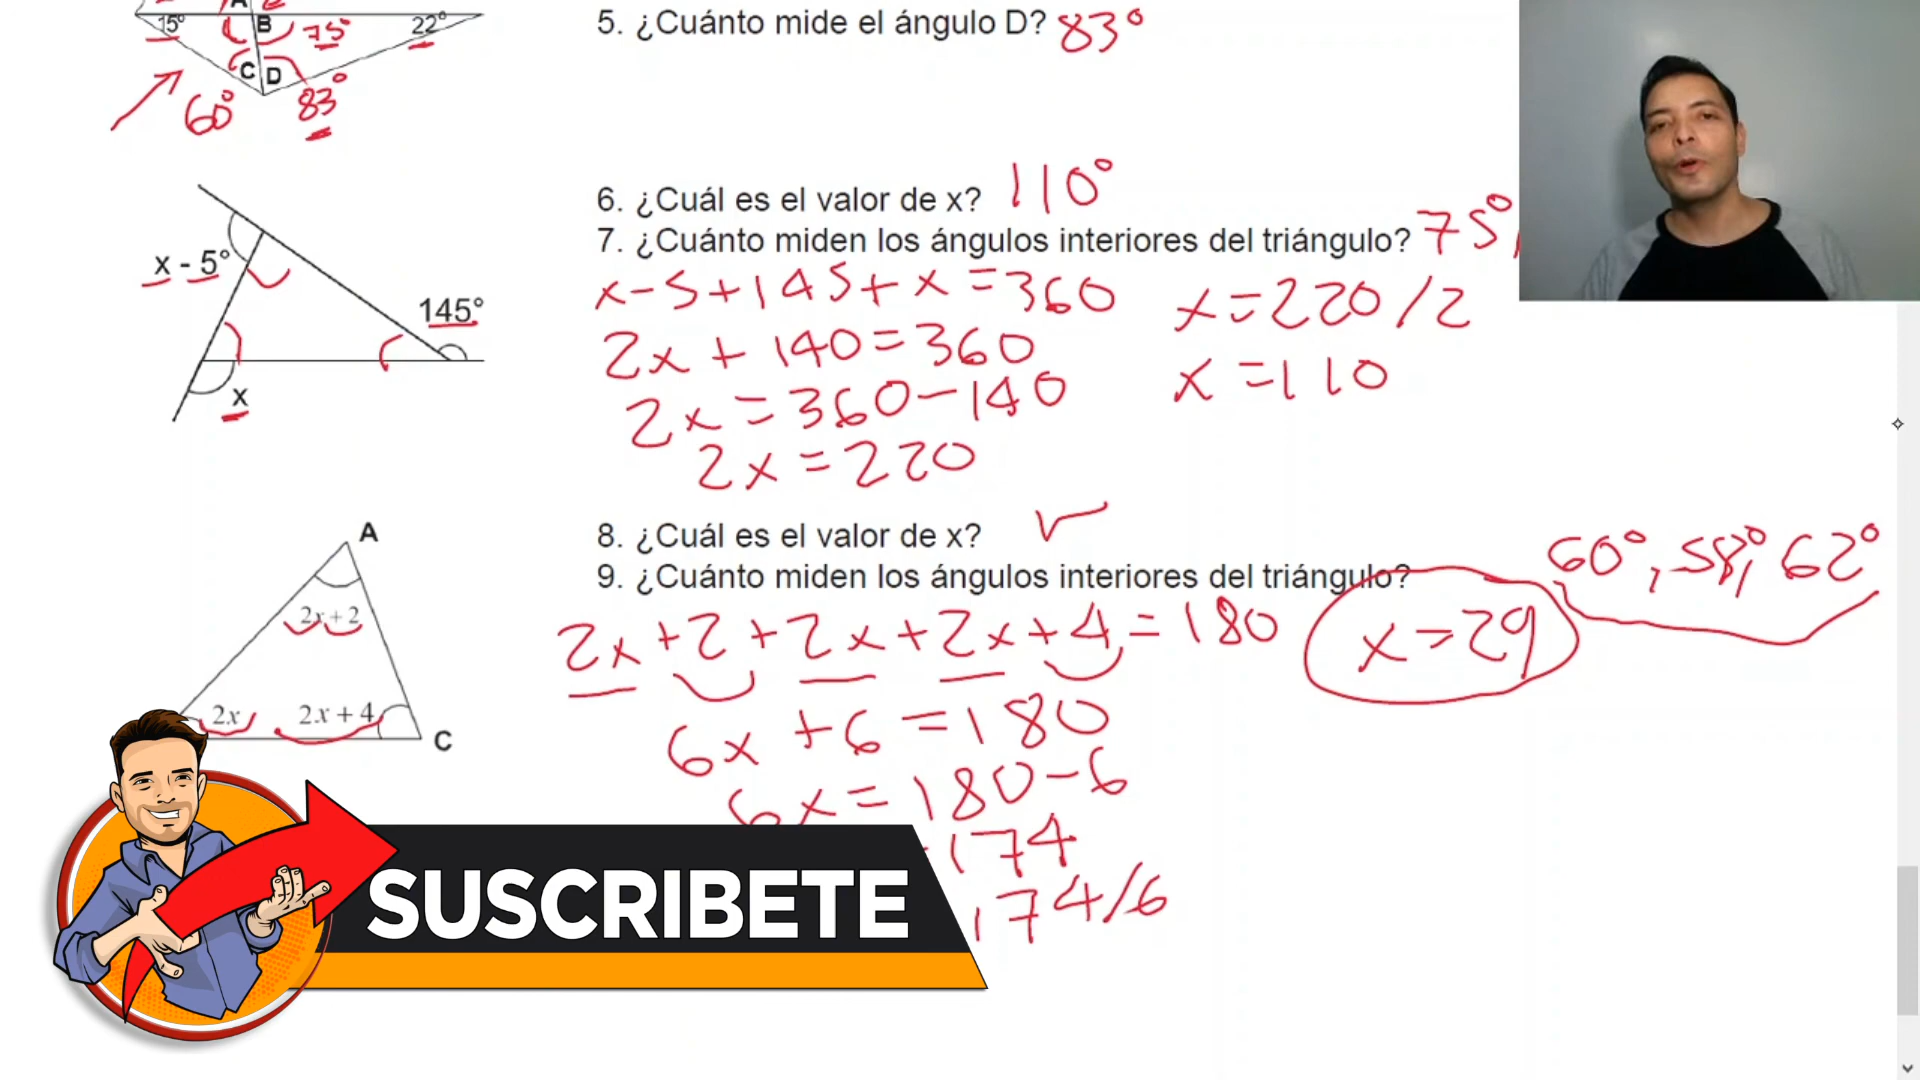 A
15°
B
75°
22°
C
D
60°
83°
5. ¿Cuánto mide el ángulo D? 83°
6. ¿Cuál es el valor de x? 110°
7. ¿Cuánto miden los ángulos interiores del triángulo? 75°,
x - 5°
145°
x
x-5+145+x=360
2x+140=360
2x=360-140
2x=220
x=220/2
x=110
8. ¿Cuál es el valor de x? ✓
9. ¿Cuánto miden los ángulos interiores del triángulo?
60°, 58°, 62°
A
2x+2
2x
2x+4
C
2x+2+2x+2x+4=180
x=29
6x+6=180
6x=180-6
174
174/6
SUSCRIBETE